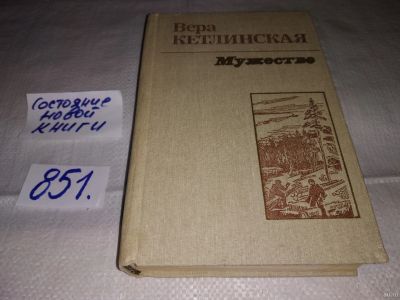 Вера
КЕТЛИНСКАЯ
Мужество
Состояние
новой
книги
851.